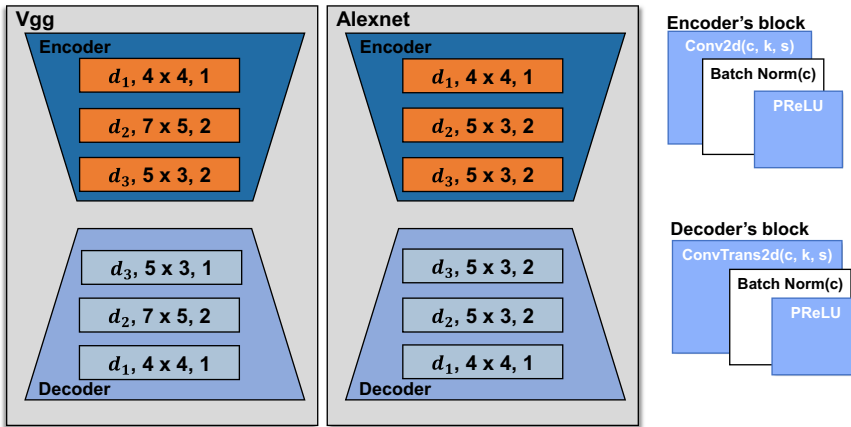 Vgg
Encoder
d₁, 4 x 4, 1
d₂, 7 x 5, 2
d₃, 5 x 3, 2
d₃, 5 x 3, 1
d₂, 7 x 5, 2
d₁, 4 x 4, 1
Decoder
Alexnet
Encoder
d₁, 4 x 4, 1
d₂, 5 x 3, 2
d₃, 5 x 3, 2
d₃, 5 x 3, 2
d₂, 5 x 3, 2
d₁, 4 x 4, 1
Decoder
Encoder's block
Conv2d(c, k, s)
Batch Norm(c)
PReLU
Decoder's block
ConvTrans2d(c, k, s)
Batch Norm(c)
PReLU